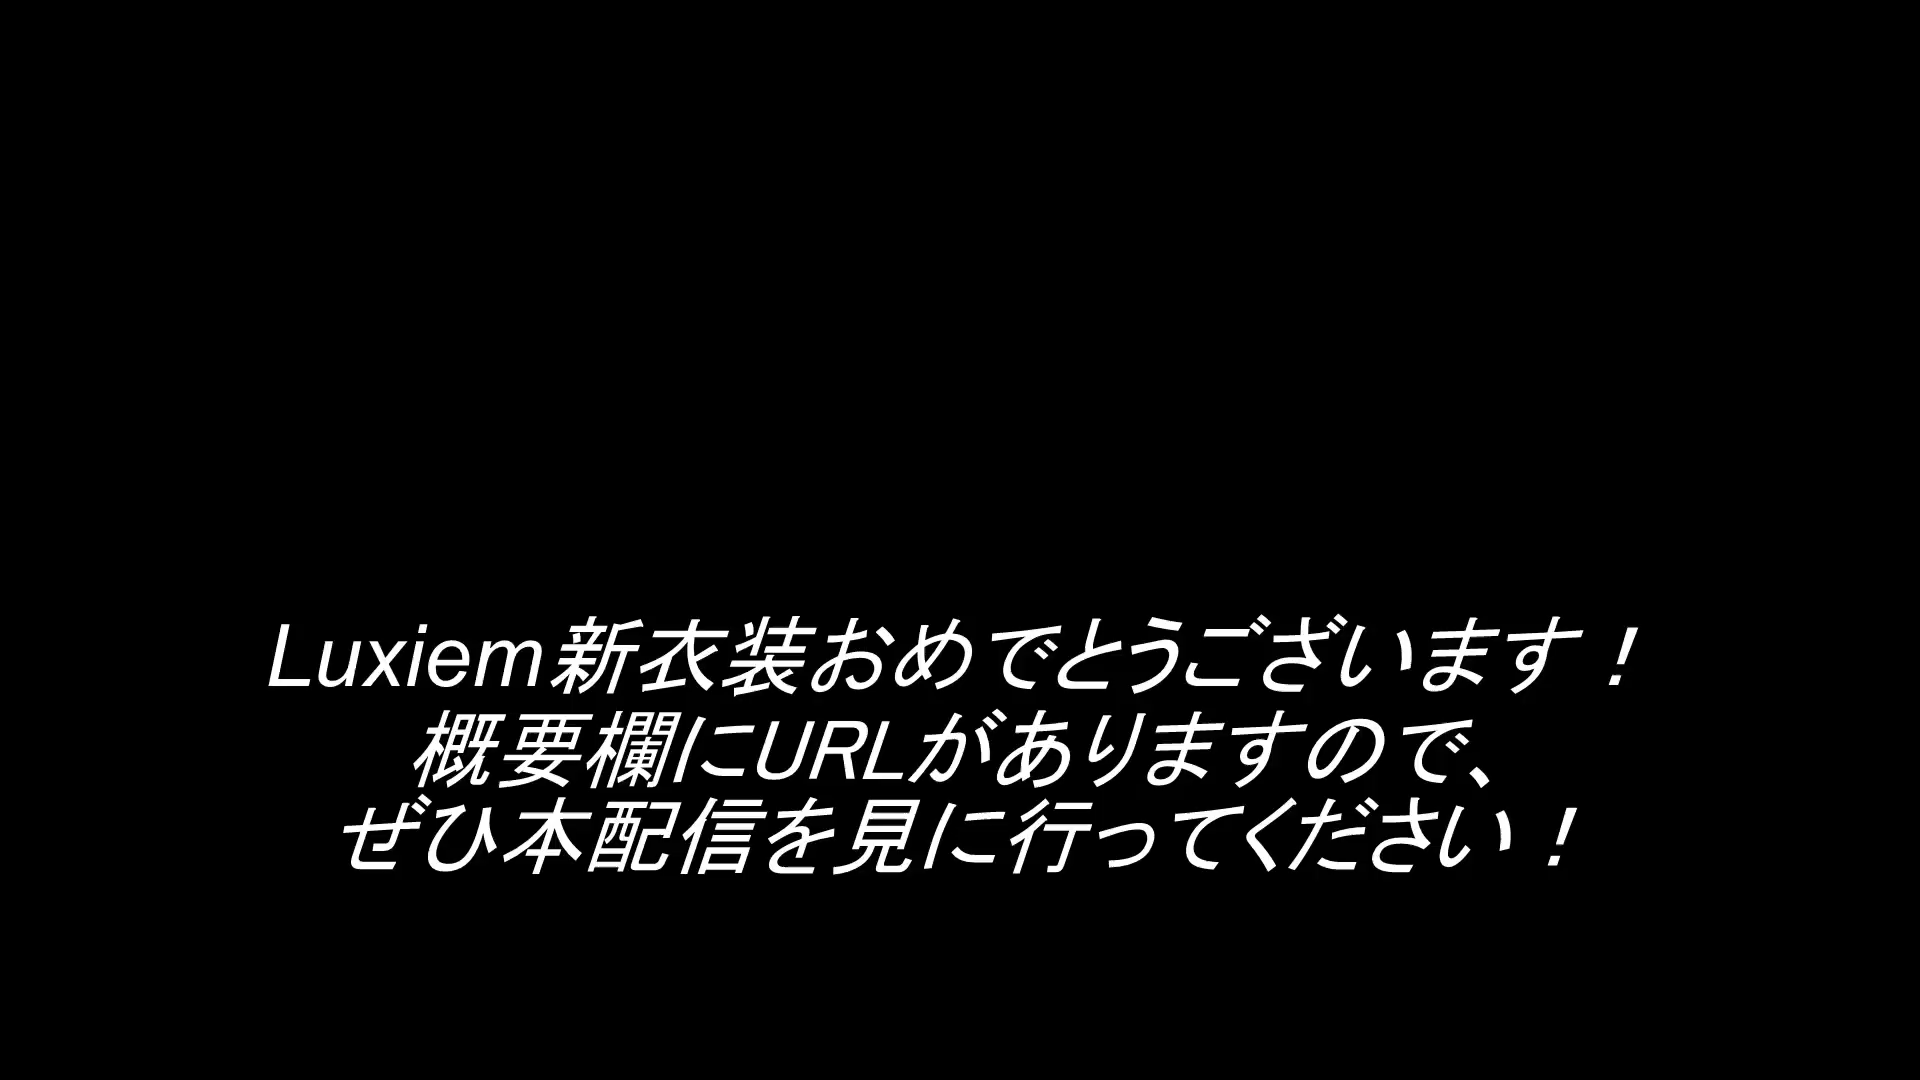 Luxiem新衣装おめでとうございます！
概要欄にURLがありますので、
ぜひ本配信を見に行ってください！